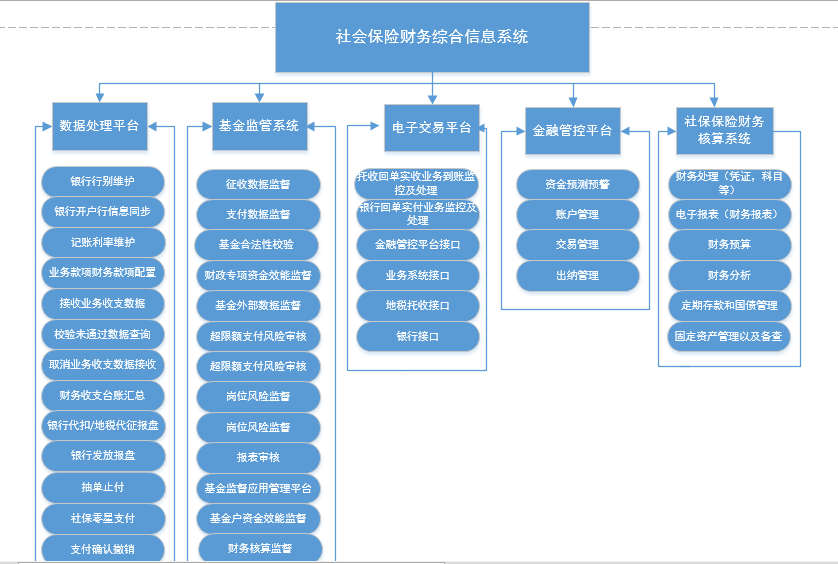 社会保险财务综合信息系统
数据处理平台
银行行别维护
银行开户行信息同步
记账利率维护
业务款项财务款项配置
接收业务收支数据
校验未通过数据查询
取消业务收支数据接收
财务收支台账汇总
银行代扣/地税代征报盘
银行发放报盘
抽单止付
社保零星支付
支付确认撤销
基金监管系统
征收数据监督
支付数据监督
基金合法性校验
财政专项资金效能监督
基金外部数据监督
超限额支付风险审核
超限额支付风险审核
岗位风险监督
岗位风险监督
报表审核
基金监督应用管理平台
基金户资金效能监督
财务核算监督
电子交易平台
托收回单实收业务到账监
控及处理
银行回单实付业务监控及
处理
金融管控平台接口
业务系统接口
地税托收接口
银行接口
金融管控平台
资金预测预警
账户管理
交易管理
出纳管理
社保保险财务
核算系统
财务处理（凭证，科目
等）
电子报表（财务报表）
财务预算
财务分析
定期存款和国债管理
固定资产管理以及备查